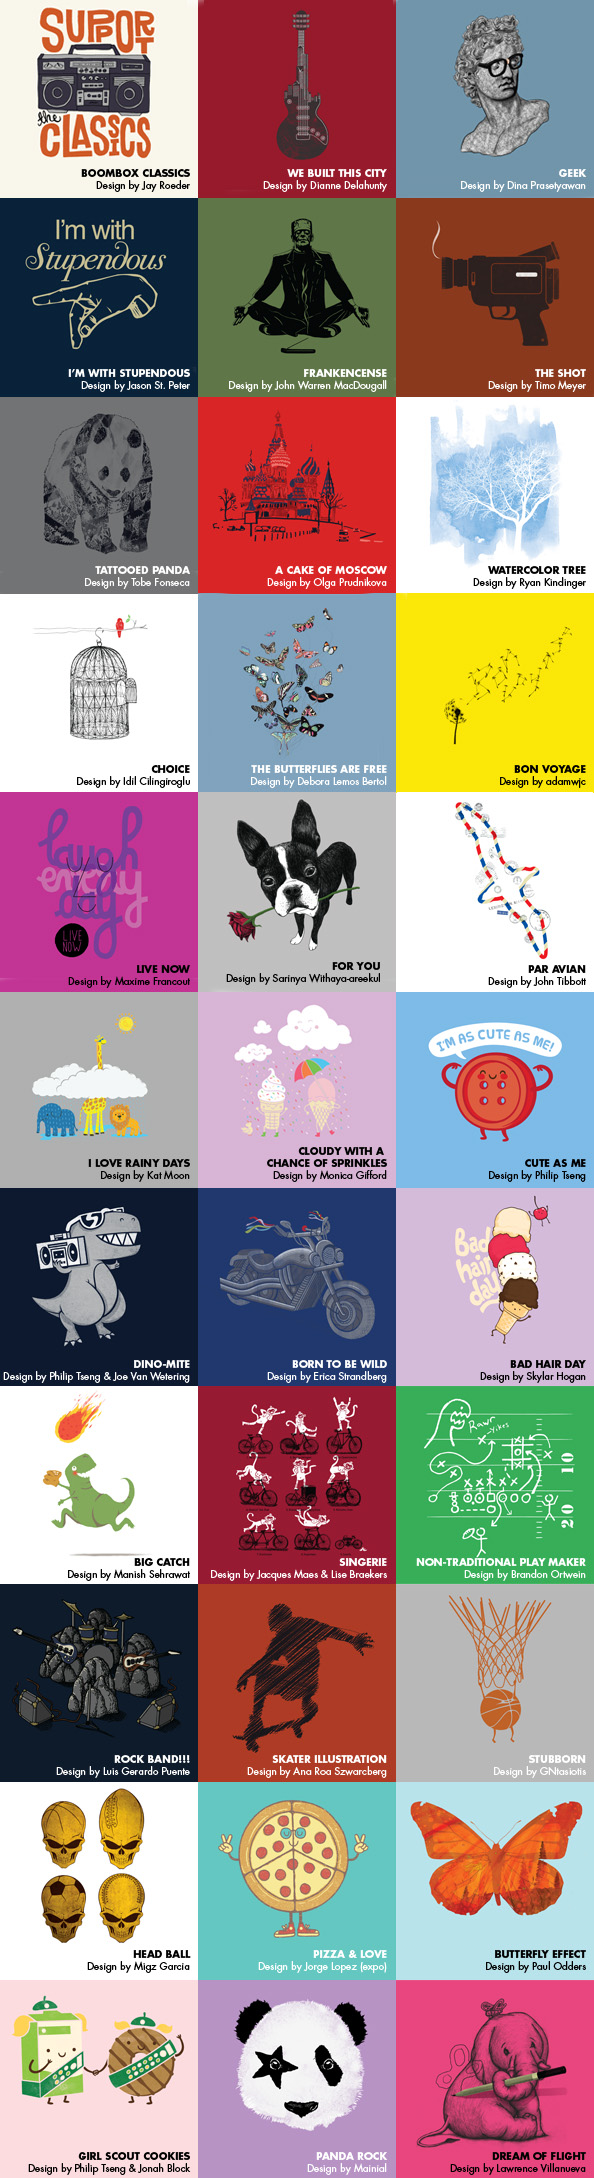 SUPPORT
the
CLASSICS
BOOMBOX CLASSICS
Design by Jay Roeder
WE BUILT THIS CITY
Design by Dianne Delahunty
GEEK
Design by Dina Prasetyawan
I'm with
Stupendous
I'M WITH STUPENDOUS
Design by Jason St. Peter
FRANKENCENSE
Design by John Warren MacDougall
THE SHOT
Design by Timo Meyer
TATTOOED PANDA
Design by Tobe Fonseca
A CAKE OF MOSCOW
Design by Olga Prudnikova
WATERCOLOR TREE
Design by Ryan Kindinger
CHOICE
Design by Idil Cilingiroglu
THE BUTTERFLIES ARE FREE
Design by Debora Lemos Bertol
BON VOYAGE
Design by adamwjc
laugh
enjoy
LIVE
NOW
LIVE NOW
Design by Maxime Francout
FOR YOU
Design by Sarinya Withaya-areekul
PAR AVIAN
Design by John Tibbott
I LOVE RAINY DAYS
Design by Kat Moon
CLOUDY WITH A
CHANCE OF SPRINKLES
Design by Monica Gifford
I'M AS CUTE AS ME!
CUTE AS ME
Design by Philip Tseng
DINO-MITE
Design by Philip Tseng & Joe Van Wetering
BORN TO BE WILD
Design by Erica Strandberg
Bad
hair
day
BAD HAIR DAY
Design by Skylar Hogan
BIG CATCH
Design by Manish Sehrawat
SINGERIE
Design by Jacques Maes & Lise Braekers
Rawr
-yikes
10
20
NON-TRADITIONAL PLAY MAKER
Design by Brandon Ortwein
ROCK BAND!!!
Design by Luis Gerardo Puente
SKATER ILLUSTRATION
Design by Ana Roa Szwarcberg
STUBBORN
Design by GNtasiotis
HEAD BALL
Design by Migz Garcia
PIZZA & LOVE
Design by Jorge Lopez (expo)
BUTTERFLY EFFECT
Design by Paul Odders
GIRL SCOUT COOKIES
Design by Philip Tseng & Jonah Block
PANDA ROCK
Design by Mainial
DREAM OF FLIGHT
Design by Lawrence Villanueva